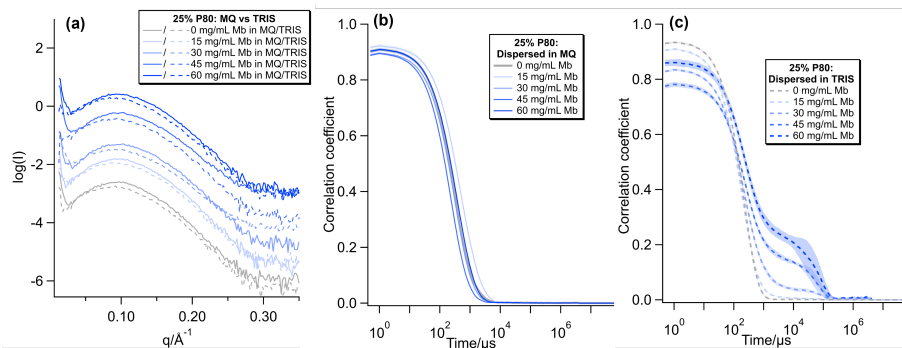 (a)
25% P80: MQ vs TRIS
/ 0 mg/mL Mb in MQ/TRIS
/ 15 mg/mL Mb in MQ/TRIS
/ 30 mg/mL Mb in MQ/TRIS
/ 45 mg/mL Mb in MQ/TRIS
/ 60 mg/mL Mb in MQ/TRIS
log(I)
2
0
-2
-4
-6
0.10
0.20
0.30
q/Å⁻¹
(b)
25% P80:
Dispersed in MQ
0 mg/mL Mb
15 mg/mL Mb
30 mg/mL Mb
45 mg/mL Mb
60 mg/mL Mb
Correlation coefficient
1.0
0.8
0.6
0.4
0.2
0.0
10⁰
10²
10⁴
10⁶
Time/µs
(c)
25% P80:
Dispersed in TRIS
0 mg/mL Mb
15 mg/mL Mb
30 mg/mL Mb
45 mg/mL Mb
60 mg/mL Mb
Correlation coefficient
1.0
0.8
0.6
0.4
0.2
0.0
10⁰
10²
10⁴
10⁶
Time/µs